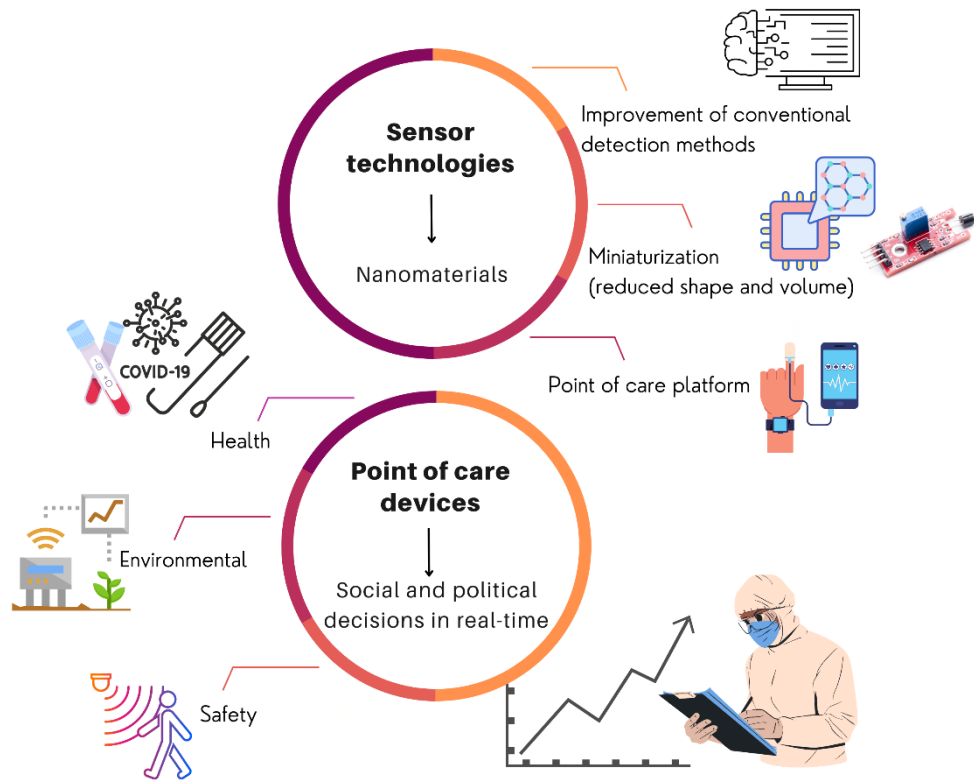 Improvement of conventional
detection methods
Sensor
technologies
Nanomaterials
Miniaturization
(reduced shape and volume)
COVID-19
Point of care platform
Health
Point of care
devices
Environmental
Social and political
decisions in real-time
Safety